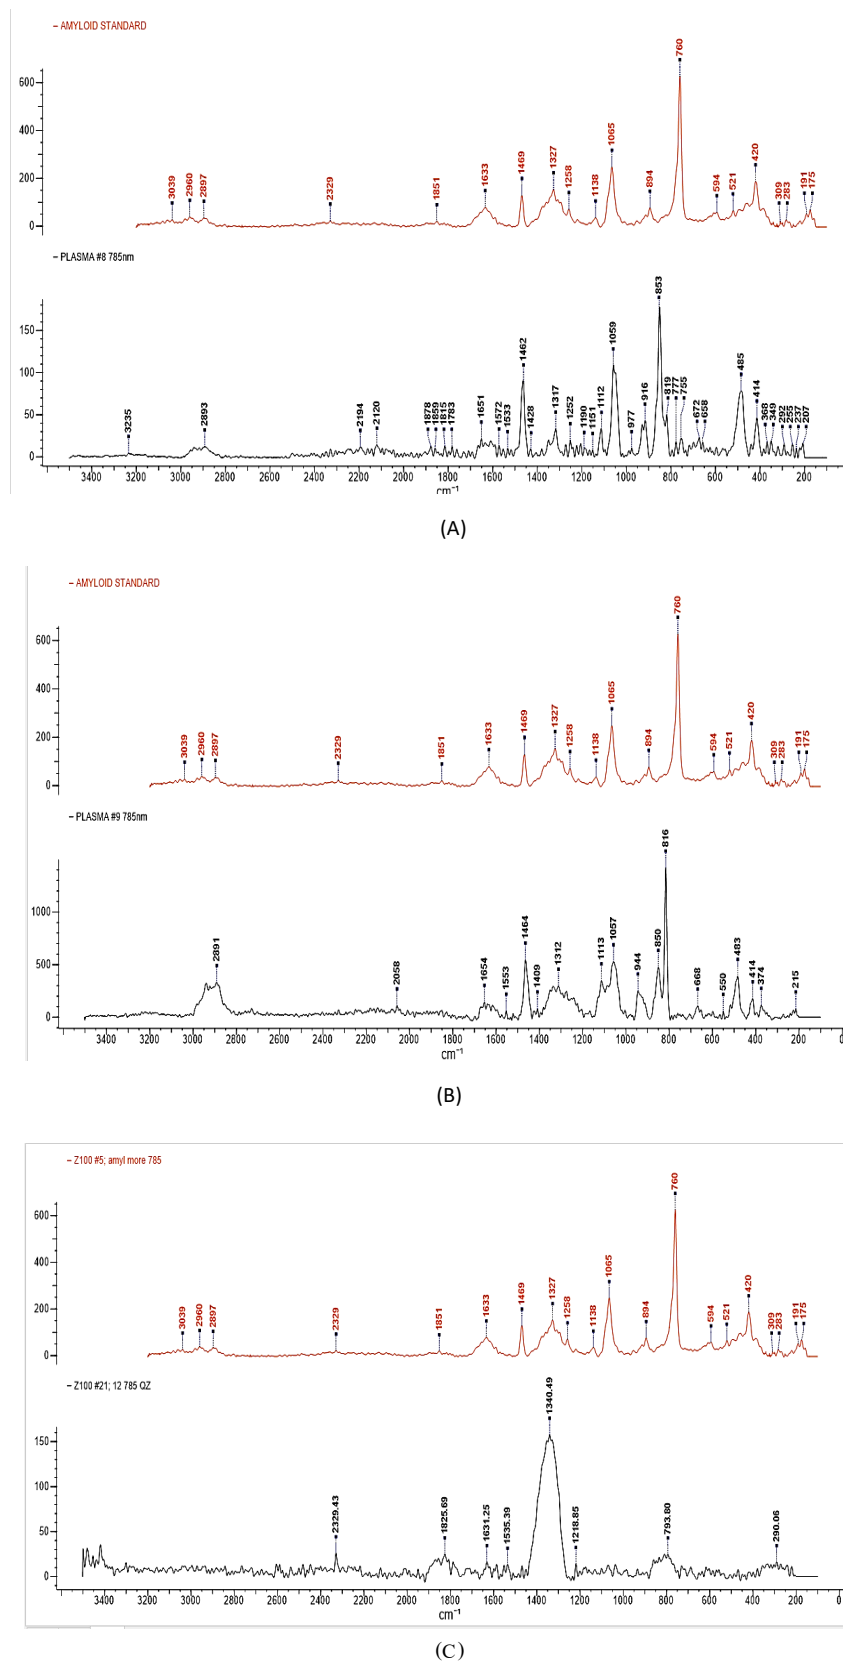 – AMYLOID STANDARD
760
600
400
200
0
3039 2960 2897 2329 1851 1633 1469 1327 1258 1138 1065 894 594 521 420 309 283 191 175
– PLASMA #8 785nm
150
100
50
0
3235 2893 2194 2120 1878 1859 1815 1783 1651 1572 1533 1462 1428 1317 1252 1190 1151 1112 1059 977 916 853 819 777 755 672 658 485 414 368 349 292 255 237 207
3400 3200 3000 2800 2600 2400 2200 2000 1800 1600 1400 1200 1000 800 600 400 200
cm⁻¹
(A)
– AMYLOID STANDARD
760
600
400
200
0
3039 2960 2897 2329 1851 1633 1469 1327 1258 1138 1065 894 594 521 420 309 283 191 175
– PLASMA #9 785nm
1000
500
0
2891 2058 1654 1553 1464 1409 1312 1113 1057 944 850 816 668 550 483 414 374 215
3400 3200 3000 2800 2600 2400 2200 2000 1800 1600 1400 1200 1000 800 600 400 200 0
cm⁻¹
(B)
– Z100 #5; amyl more 785
760
600
400
200
0
3039 2960 2897 2329 1851 1633 1469 1327 1258 1138 1065 894 594 521 420 309 283 191 175
– Z100 #21; 12 785 QZ
150
100
50
0
2329.43 1825.69 1631.25 1535.39 1340.49 1218.85 793.80 290.06
3400 3200 3000 2800 2600 2400 2200 2000 1800 1600 1400 1200 1000 800 600 400 200 0
cm⁻¹
(C)